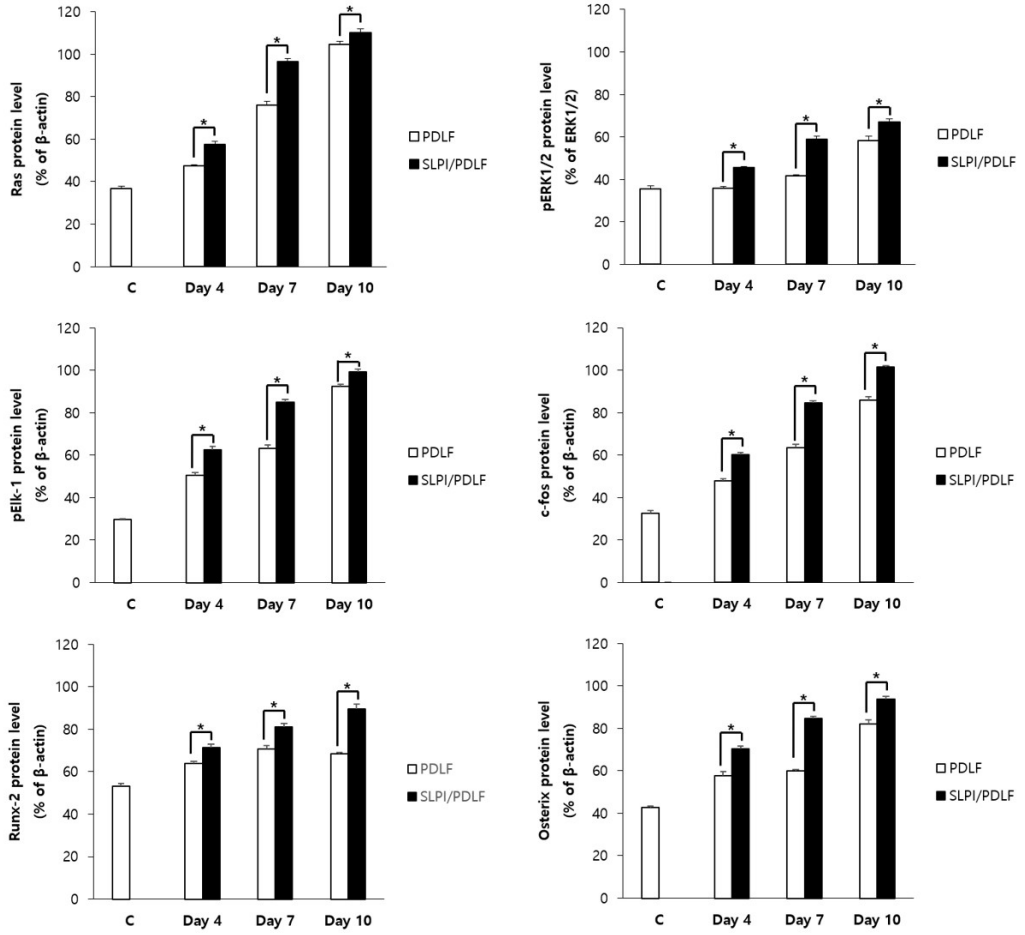 Ras protein level
(% of β-actin)
120
100
80
60
40
20
0
*
*
*
C
Day 4
Day 7
Day 10
PDLF
SLPI/PDLF
pERK1/2 protein level
(% of ERK1/2)
120
100
80
60
40
20
0
*
*
*
C
Day 4
Day 7
Day 10
PDLF
SLPI/PDLF
pElk-1 protein level
(% of β-actin)
120
100
80
60
40
20
0
*
*
*
C
Day 4
Day 7
Day 10
PDLF
SLPI/PDLF
c-fos protein level
(% of β-actin)
120
100
80
60
40
20
0
*
*
*
C
Day 4
Day 7
Day 10
PDLF
SLPI/PDLF
Runx-2 protein level
(% of β-actin)
120
100
80
60
40
20
0
*
*
*
C
Day 4
Day 7
Day 10
PDLF
SLPI/PDLF
Osterix protein level
(% of β-actin)
120
100
80
60
40
20
0
*
*
*
C
Day 4
Day 7
Day 10
PDLF
SLPI/PDLF